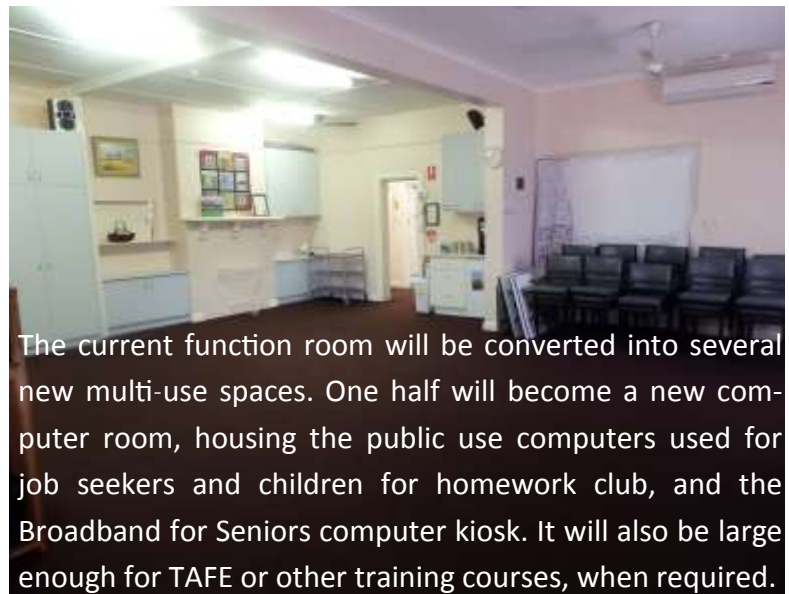 The current function room will be converted into several
new multi-use spaces. One half will become a new com-
puter room, housing the public use computers used for
job seekers and children for homework club, and the
Broadband for Seniors computer kiosk. It will also be large
enough for TAFE or other training courses, when required.